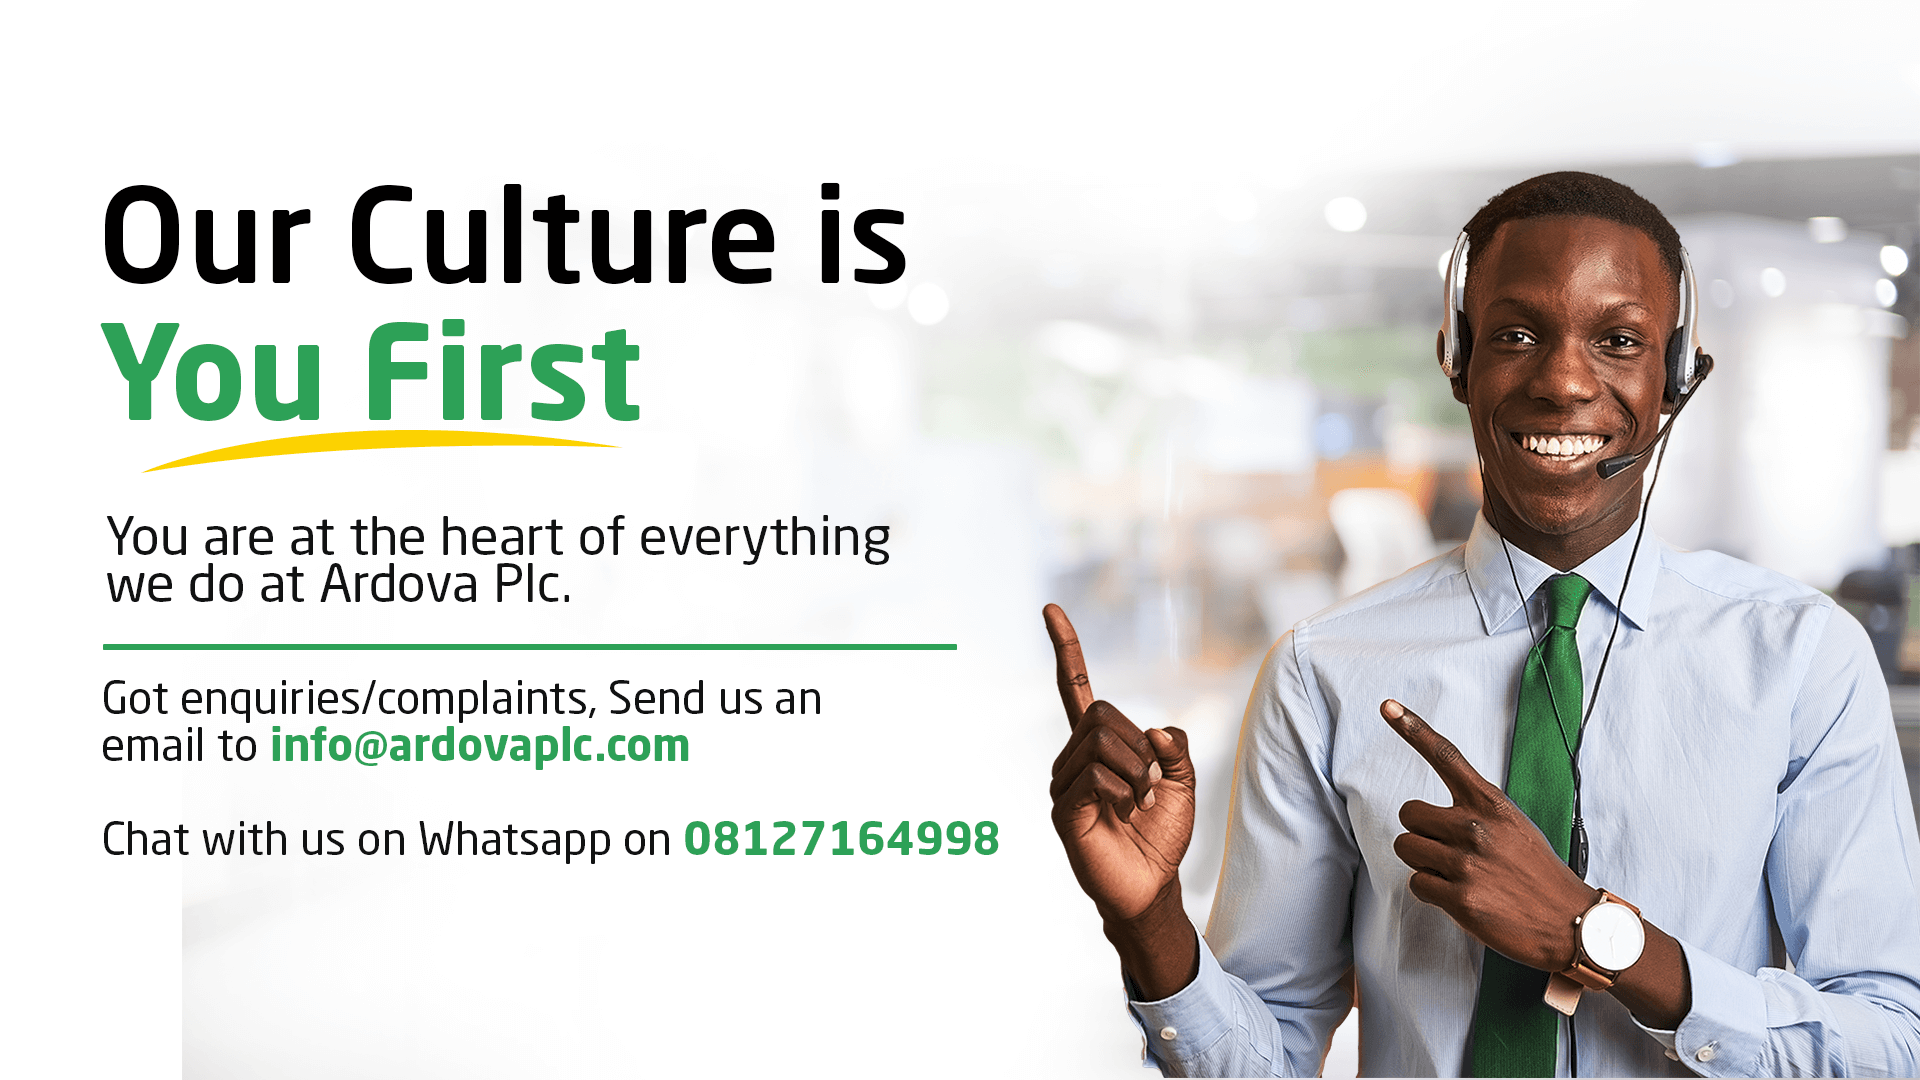 Our Culture is
You First
You are at the heart of everything
we do at Ardova Plc.
Got enquiries/complaints, Send us an
email to info@ardovaplc.com
Chat with us on Whatsapp on 08127164998